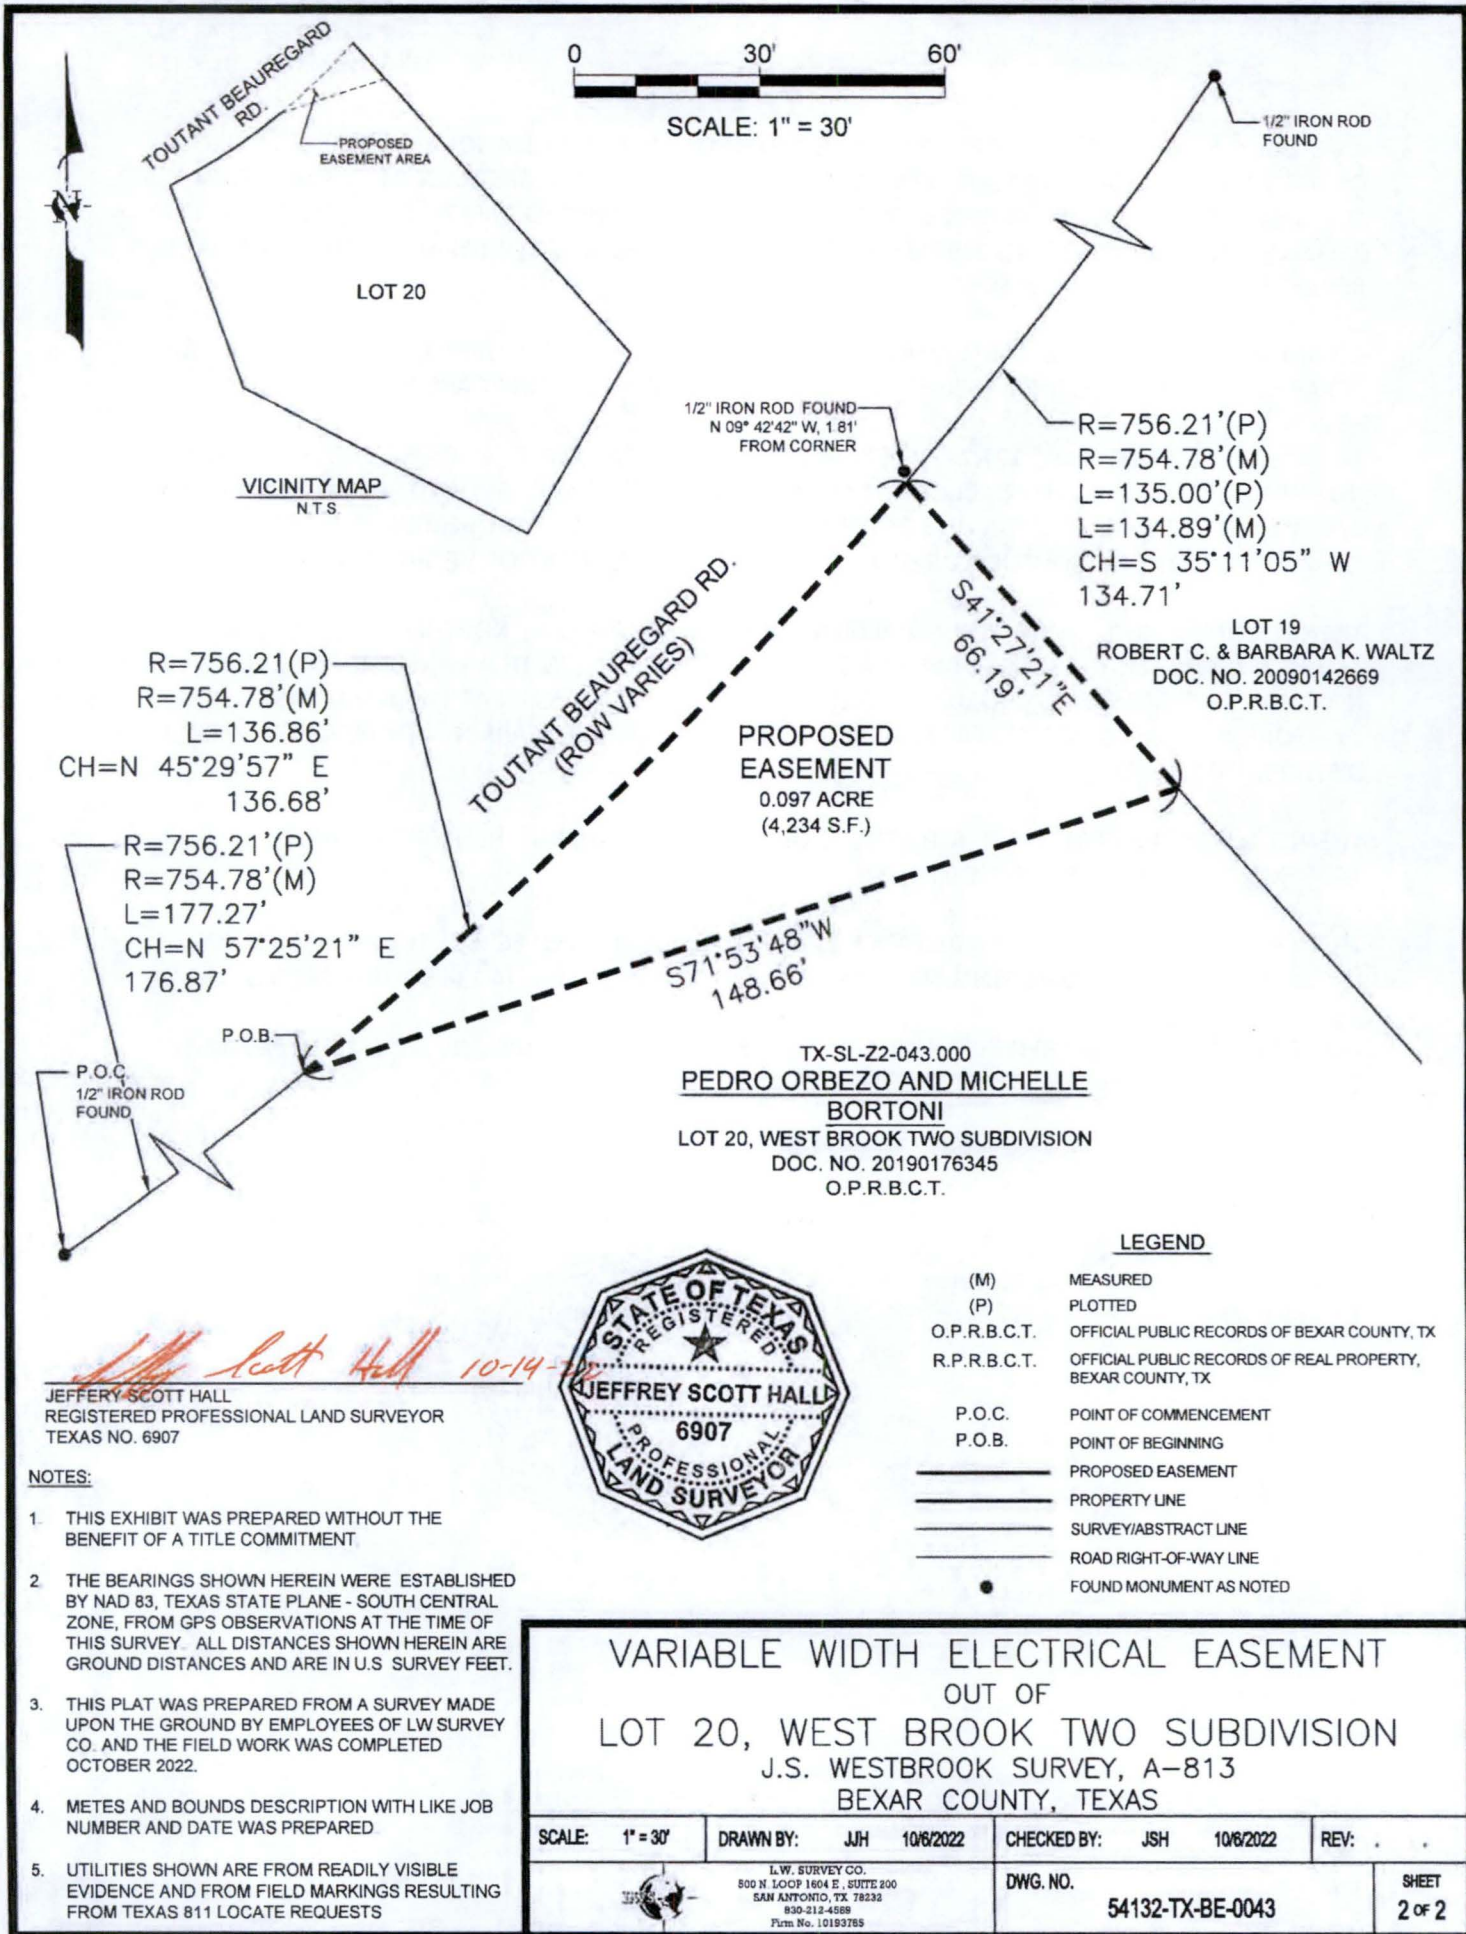 0 30' 60'
SCALE: 1" = 30'
TOUTANT BEAUREGARD
RD.
PROPOSED
EASEMENT AREA
LOT 20
VICINITY MAP
N.T.S.
N
1/2" IRON ROD
FOUND
1/2" IRON ROD FOUND
N 09° 42'42" W, 1.81'
FROM CORNER
R=756.21'(P)
R=754.78'(M)
L=135.00'(P)
L=134.89'(M)
CH=S 35°11'05" W
134.71'
LOT 19
ROBERT C. & BARBARA K. WALTZ
DOC. NO. 20090142669
O.P.R.B.C.T.
S41°27'21"E
66.19'
TOUTANT BEAUREGARD RD.
(ROW VARIES)
R=756.21(P)
R=754.78'(M)
L=136.86'
CH=N 45°29'57" E
136.68'
R=756.21'(P)
R=754.78'(M)
L=177.27'
CH=N 57°25'21" E
176.87'
PROPOSED
EASEMENT
0.097 ACRE
(4,234 S.F.)
S71°53'48"W
148.66'
P.O.B.
P.O.C.
1/2" IRON ROD
FOUND
TX-SL-Z2-043.000
PEDRO ORBEZO AND MICHELLE
BORTONI
LOT 20, WEST BROOK TWO SUBDIVISION
DOC. NO. 20190176345
O.P.R.B.C.T.
Scott Hall 10-14-22
JEFFERY SCOTT HALL
REGISTERED PROFESSIONAL LAND SURVEYOR
TEXAS NO. 6907
STATE OF TEXAS
REGISTERED
JEFFREY SCOTT HALL
6907
PROFESSIONAL
LAND SURVEYOR
LEGEND
(M) MEASURED
(P) PLOTTED
O.P.R.B.C.T. OFFICIAL PUBLIC RECORDS OF BEXAR COUNTY, TX
R.P.R.B.C.T. OFFICIAL PUBLIC RECORDS OF REAL PROPERTY,
BEXAR COUNTY, TX
P.O.C. POINT OF COMMENCEMENT
P.O.B. POINT OF BEGINNING
PROPOSED EASEMENT
PROPERTY LINE
SURVEY/ABSTRACT LINE
ROAD RIGHT-OF-WAY LINE
FOUND MONUMENT AS NOTED
NOTES:
1. THIS EXHIBIT WAS PREPARED WITHOUT THE
BENEFIT OF A TITLE COMMITMENT.
2. THE BEARINGS SHOWN HEREIN WERE ESTABLISHED
BY NAD 83, TEXAS STATE PLANE - SOUTH CENTRAL
ZONE, FROM GPS OBSERVATIONS AT THE TIME OF
THIS SURVEY. ALL DISTANCES SHOWN HEREIN ARE
GROUND DISTANCES AND ARE IN U.S SURVEY FEET.
3. THIS PLAT WAS PREPARED FROM A SURVEY MADE
UPON THE GROUND BY EMPLOYEES OF LW SURVEY
CO. AND THE FIELD WORK WAS COMPLETED
OCTOBER 2022.
4. METES AND BOUNDS DESCRIPTION WITH LIKE JOB
NUMBER AND DATE WAS PREPARED
5. UTILITIES SHOWN ARE FROM READILY VISIBLE
EVIDENCE AND FROM FIELD MARKINGS RESULTING
FROM TEXAS 811 LOCATE REQUESTS
VARIABLE WIDTH ELECTRICAL EASEMENT
OUT OF
LOT 20, WEST BROOK TWO SUBDIVISION
J.S. WESTBROOK SURVEY, A-813
BEXAR COUNTY, TEXAS
SCALE: 1" = 30' DRAWN BY: JJH 10/6/2022 CHECKED BY: JSH 10/6/2022 REV: . .
L.W. SURVEY CO.
500 N. LOOP 1604 E., SUITE 200
SAN ANTONIO, TX 78232
830-212-4569
Firm No. 10193765
DWG. NO.
54132-TX-BE-0043
SHEET
2 OF 2